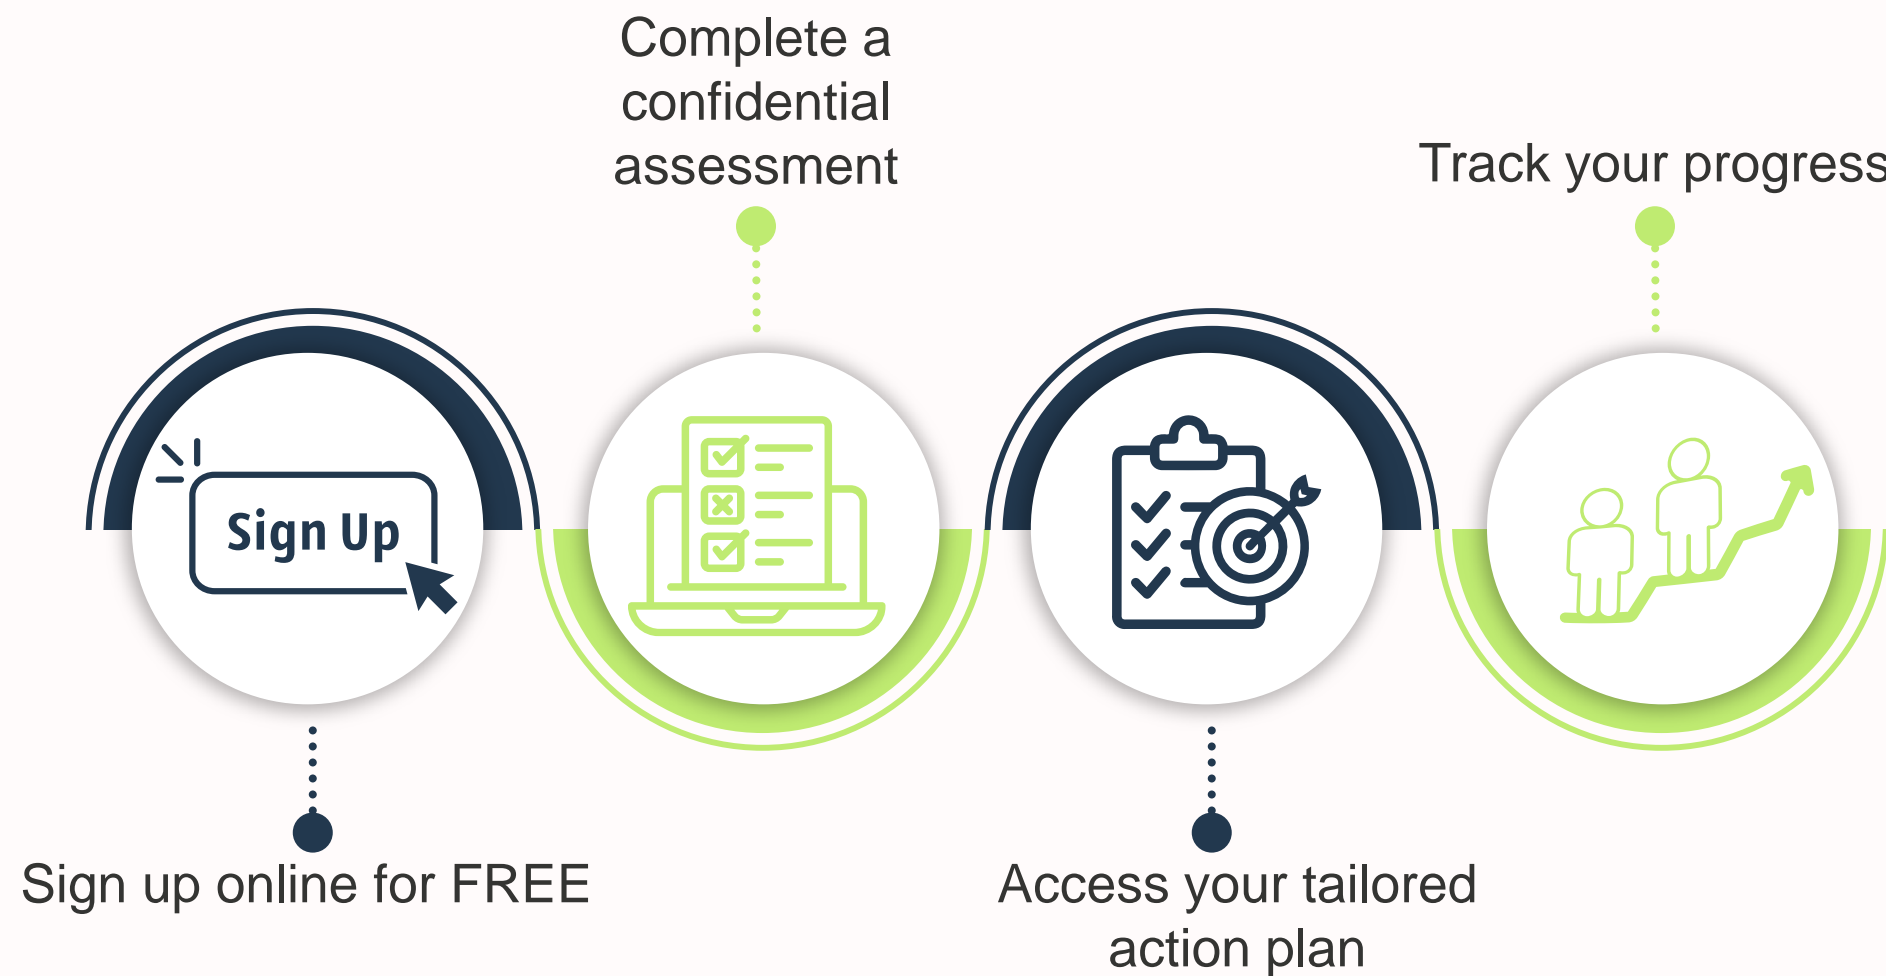 Complete a
confidential
assessment
Track your progress
Sign Up
Sign up online for FREE
Access your tailored
action plan